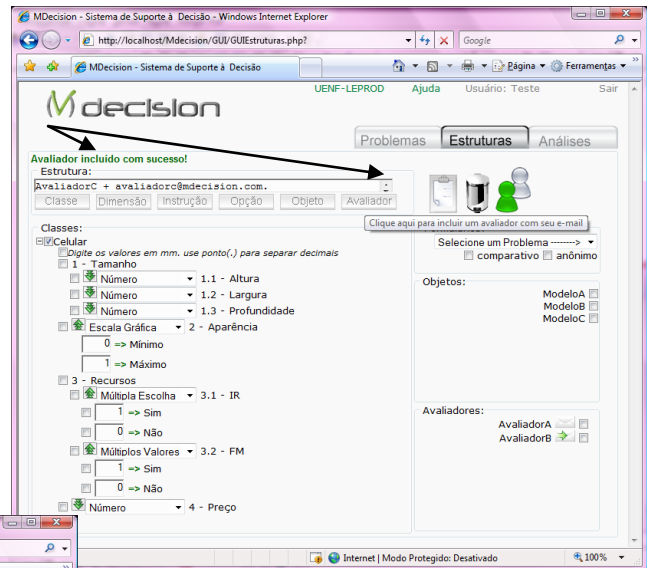 MDecision - Sistema de Suporte à Decisão - Windows Internet Explorer
http://localhost/Mdecision/GUI/GUIEstruturas.php?
Google
MDecision - Sistema de Suporte à Decisão
Página
Ferramentas
UENF-LEPROD Ajuda Usuário: Teste Sair
Mdecision
Problemas Estruturas Análises
Avaliador incluído com sucesso!
Estrutura:
AvaliadorC + avaliadorc@mdecision.com.
Classe Dimensão Instrução Opção Objeto Avaliador
Clique aqui para incluir um avaliador com seu e-mail
Selecione um Problema ------->
comparativo anônimo
Classes:
Celular
Digite os valores em mm. use ponto(.) para separar decimais
1 - Tamanho
Número 1.1 - Altura
Número 1.2 - Largura
Número 1.3 - Profundidade
Escala Gráfica 2 - Aparência
0 => Mínimo
1 => Máximo
3 - Recursos
Múltipla Escolha 3.1 - IR
1 => Sim
0 => Não
Múltiplos Valores 3.2 - FM
1 => Sim
0 => Não
Número 4 - Preço
Objetos:
ModeloA
ModeloB
ModeloC
Avaliadores:
AvaliadorA
AvaliadorB
Internet | Modo Protegido: Desativado 100%